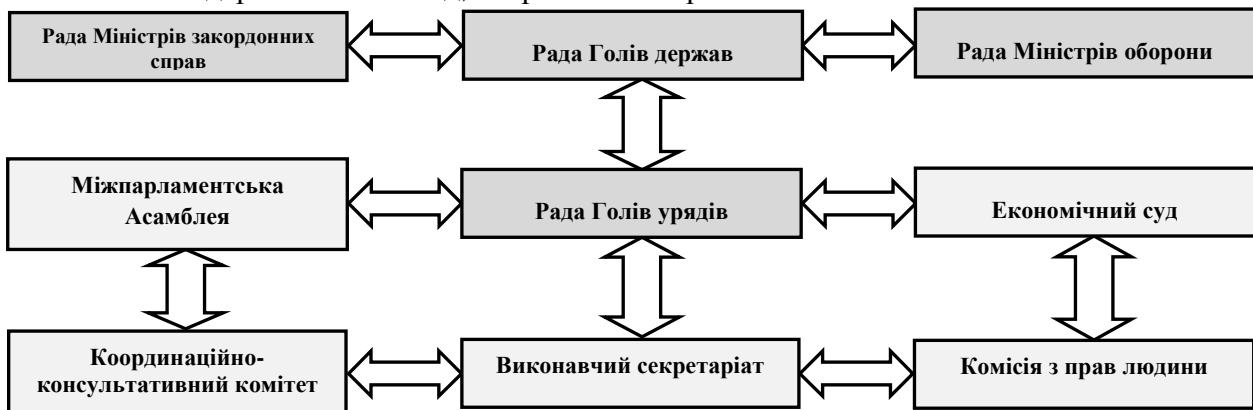 Рада Міністрів закордонних
справ
Рада Голів держав
Рада Міністрів оборони
Міжпарламентська
Асамблея
Рада Голів урядів
Економічний суд
Координаційно-
консультативний комітет
Виконавчий секретаріат
Комісія з прав людини